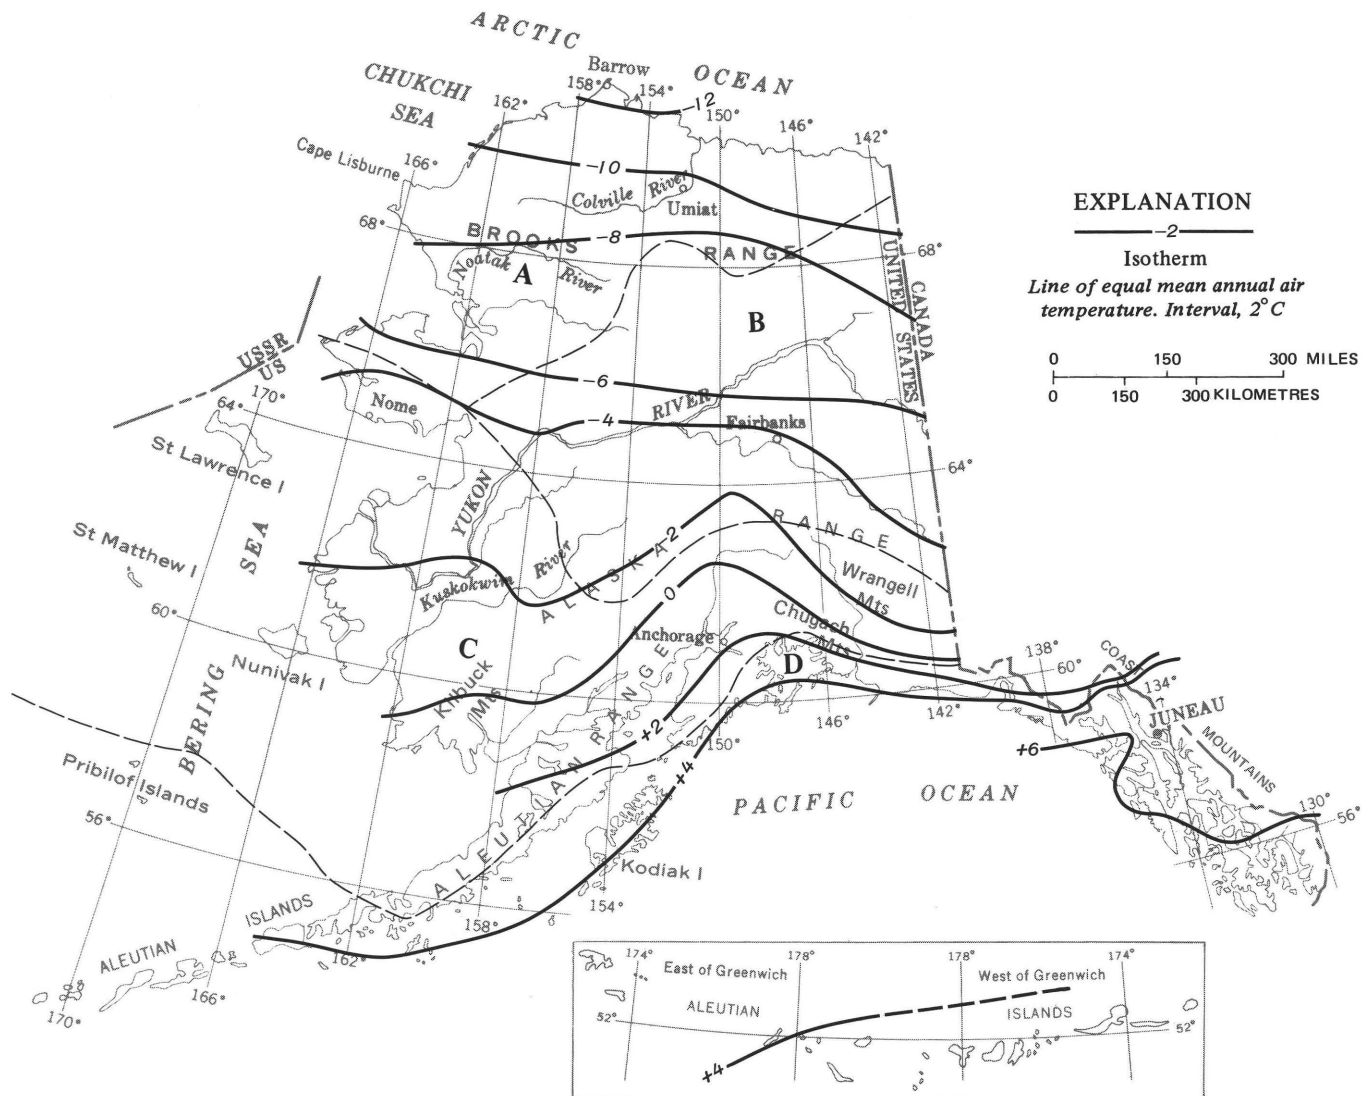 ARCTIC
OCEAN
Barrow
CHUKCHI
SEA
158°
154°
-12
162°
150°
146°
142°
Cape Lisburne
166°
-10
Colville River
Umiat
68°
BROOKS
-8
RANGE
68°
Noatak
River
A
B
UNITED STATES
CANADA
USSR
US
170°
64°
Nome
-6
-4
RIVER
Fairbanks
64°
St Lawrence I
YUKON
SEA
St Matthew I
RANGE
-2
ALASKA
Kuskokwim River
Wrangell
Mts
60°
0
Chugach
Mts
Anchorage
Nunivak I
C
Kilbuck
Mts
D
RANGE
138°
60°
COAST
134°
JUNEAU
MOUNTAINS
BERING
+2
150°
146°
142°
+6
+4
Pribilof Islands
PACIFIC OCEAN
130°
56°
56°
ALEUTIAN
Kodiak I
ISLANDS
158°
154°
ALEUTIAN
162°
166°
170°
EXPLANATION
-2
Isotherm
Line of equal mean annual air
temperature. Interval, 2°C
0 150 300 MILES
0 150 300 KILOMETRES
174° 178° 178° 174°
East of Greenwich West of Greenwich
ALEUTIAN ISLANDS
52° 52°
+4